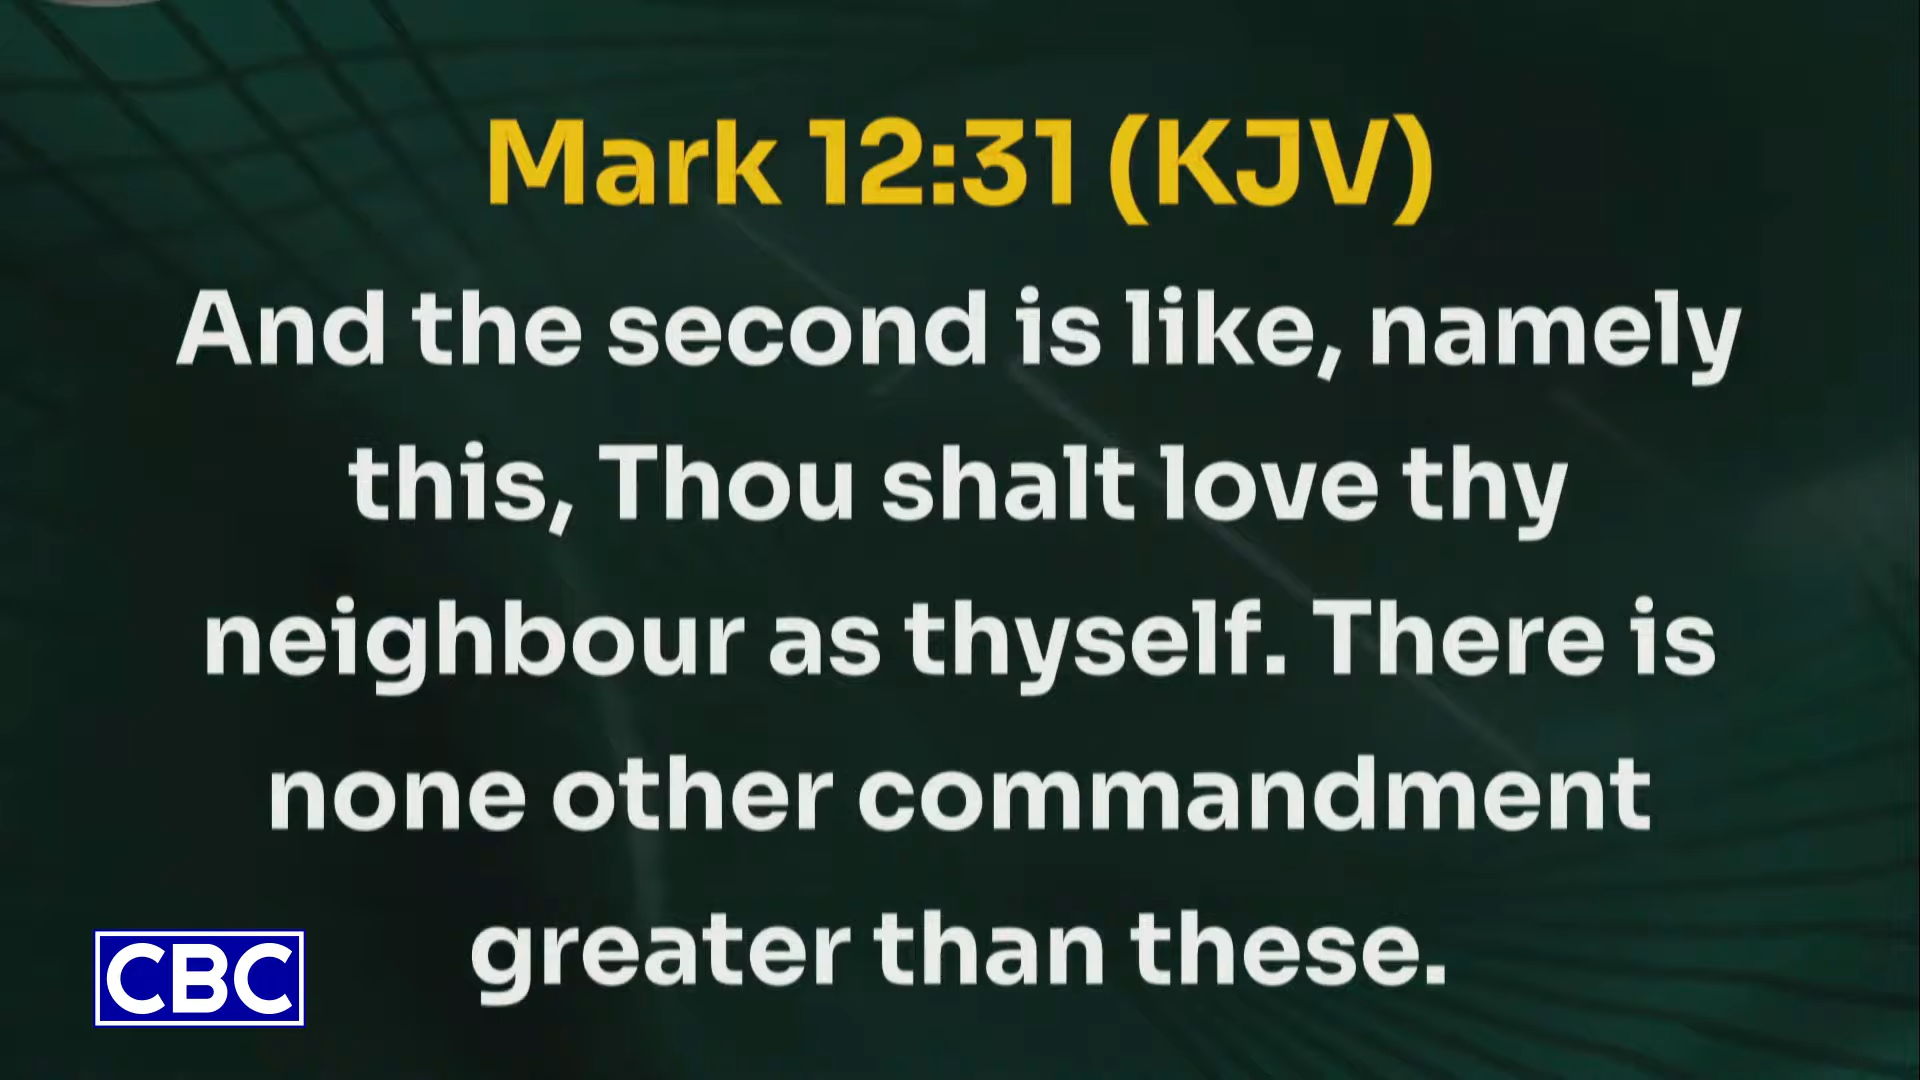 Mark 12:31 (KJV)
And the second is like, namely
this, Thou shalt love thy
neighbour as thyself. There is
none other commandment
greater than these.
CBC